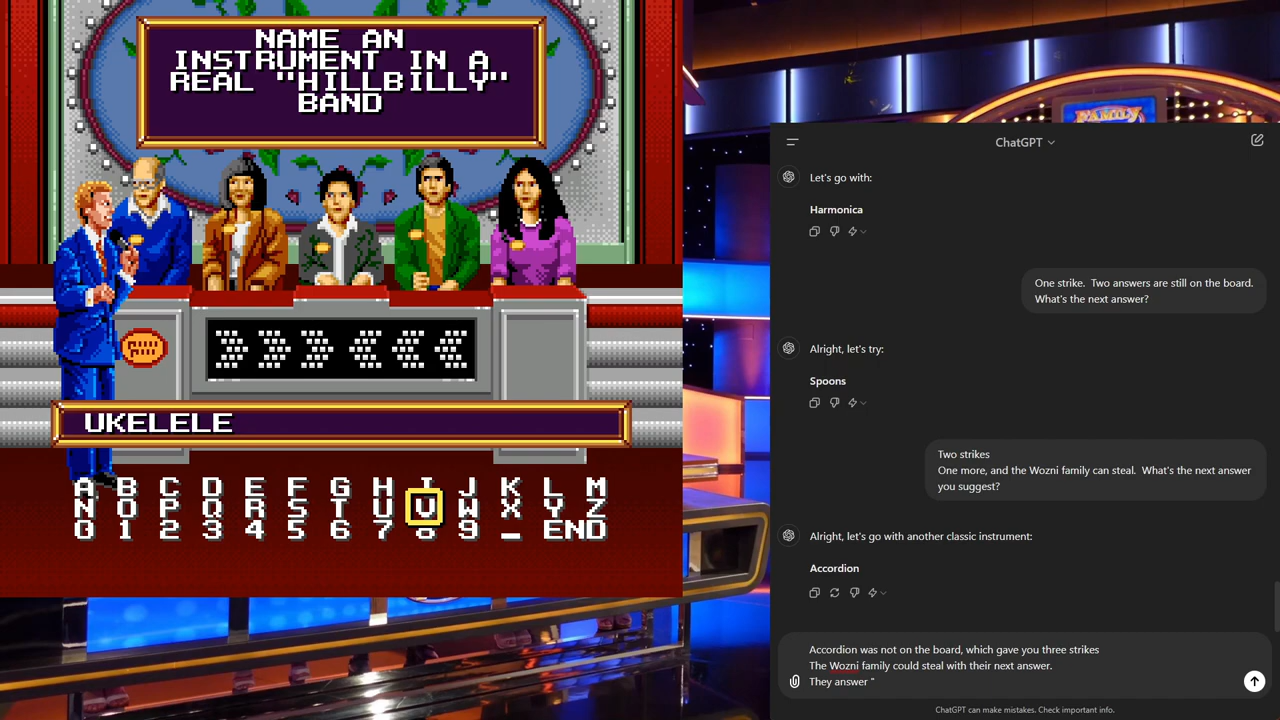 NAME AN
INSTRUMENT IN A
REAL "HILLBILLY"
BAND
UKELELE
A B C D E F G H I J K L M
N O P Q R S T U V W X Y Z
0 1 2 3 4 5 6 7 8 9 _ END
FAMILY
ChatGPT
Let's go with:
Harmonica
One strike. Two answers are still on the board.
What's the next answer?
Alright, let's try:
Spoons
Two strikes
One more, and the Wozni family can steal. What's the next answer
you suggest?
Alright, let's go with another classic instrument:
Accordion
Accordion was not on the board, which gave you three strikes
The Wozni family could steal with their next answer.
They answer "
ChatGPT can make mistakes. Check important info.